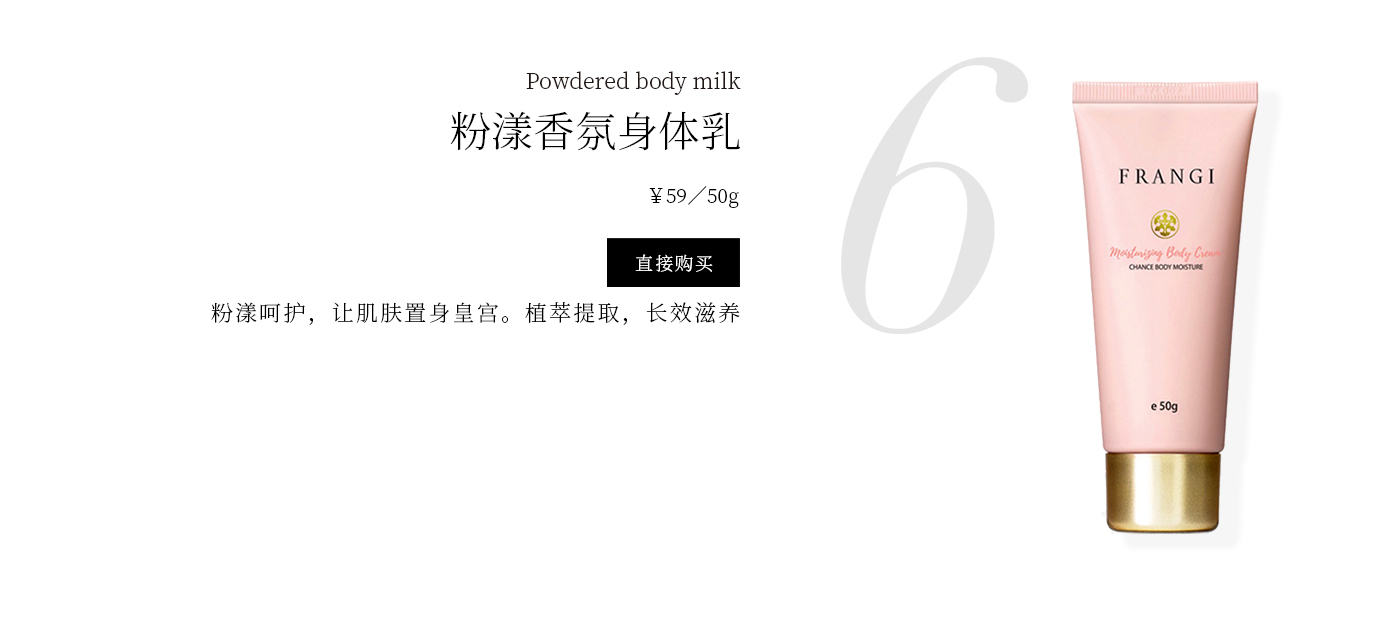 Powdered body milk
粉漾香氛身体乳
￥59／50g
直接购买
粉漾呵护，让肌肤置身皇宫。植萃提取，长效滋养
6
FRANGI
Moisturising Body Cream
CHANCE BODY MOISTURE
e 50g